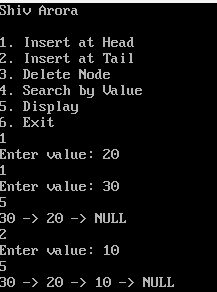 Shiv Arora
1. Insert at Head
2. Insert at Tail
3. Delete Node
4. Search by Value
5. Display
6. Exit
1
Enter value: 20
1
Enter value: 30
5
30 -> 20 -> NULL
2
Enter value: 10
5
30 -> 20 -> 10 -> NULL